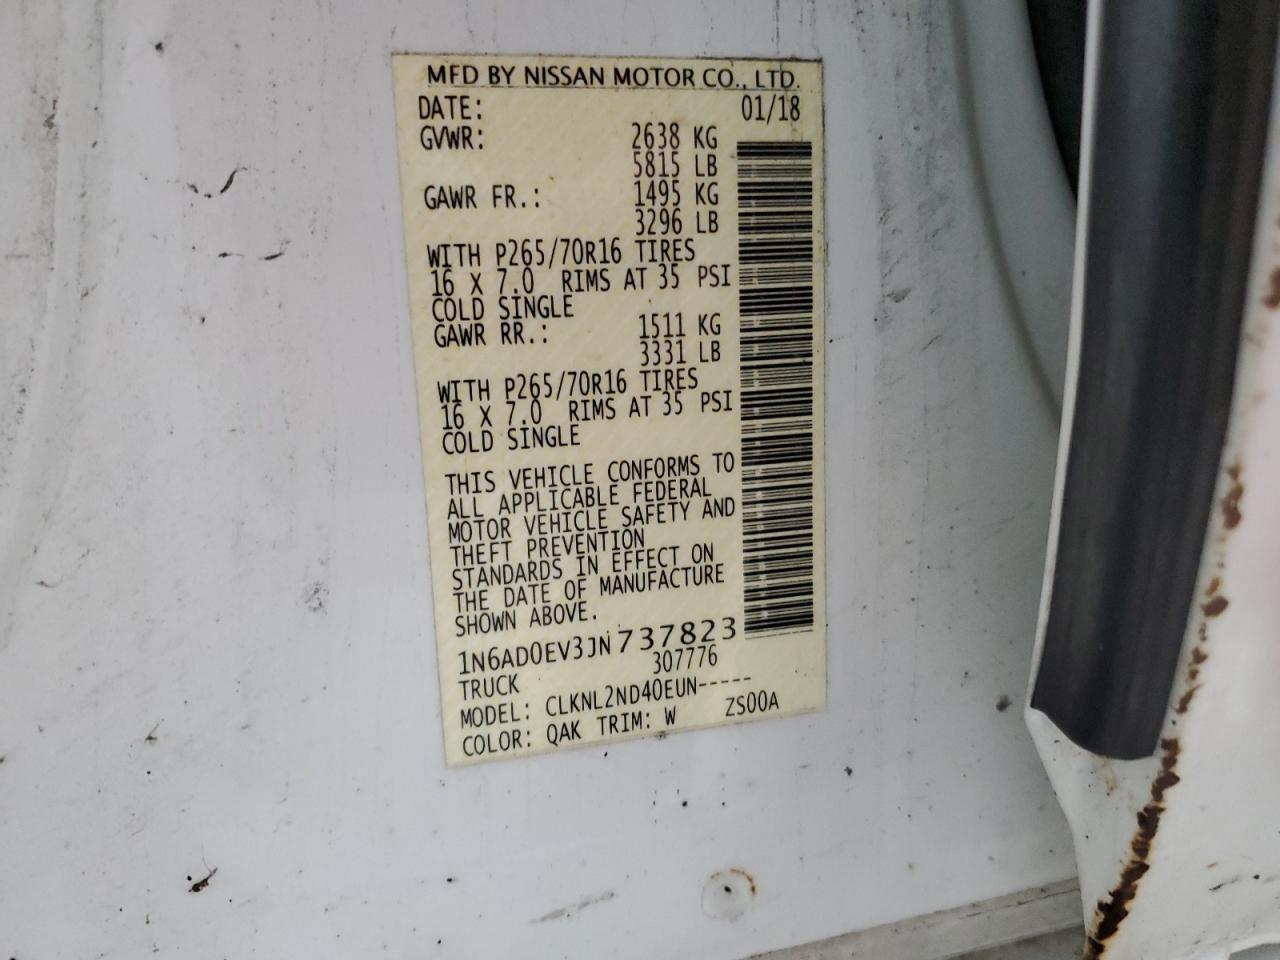 MFD BY NISSAN MOTOR CO., LTD.
DATE: 01/18
GVWR: 2638 KG
5815 LB
GAWR FR.: 1495 KG
3296 LB
WITH P265/70R16 TIRES
16 X 7.0 RIMS AT 35 PSI
COLD SINGLE
GAWR RR.: 1511 KG
3331 LB
WITH P265/70R16 TIRES
16 X 7.0 RIMS AT 35 PSI
COLD SINGLE
THIS VEHICLE CONFORMS TO
ALL APPLICABLE FEDERAL
MOTOR VEHICLE SAFETY AND
THEFT PREVENTION
STANDARDS IN EFFECT ON
THE DATE OF MANUFACTURE
SHOWN ABOVE.
1N6AD0EV3JN737823
307776
TRUCK
MODEL: CLKNL2ND40EUN-----
COLOR: QAK TRIM: W ZS00A